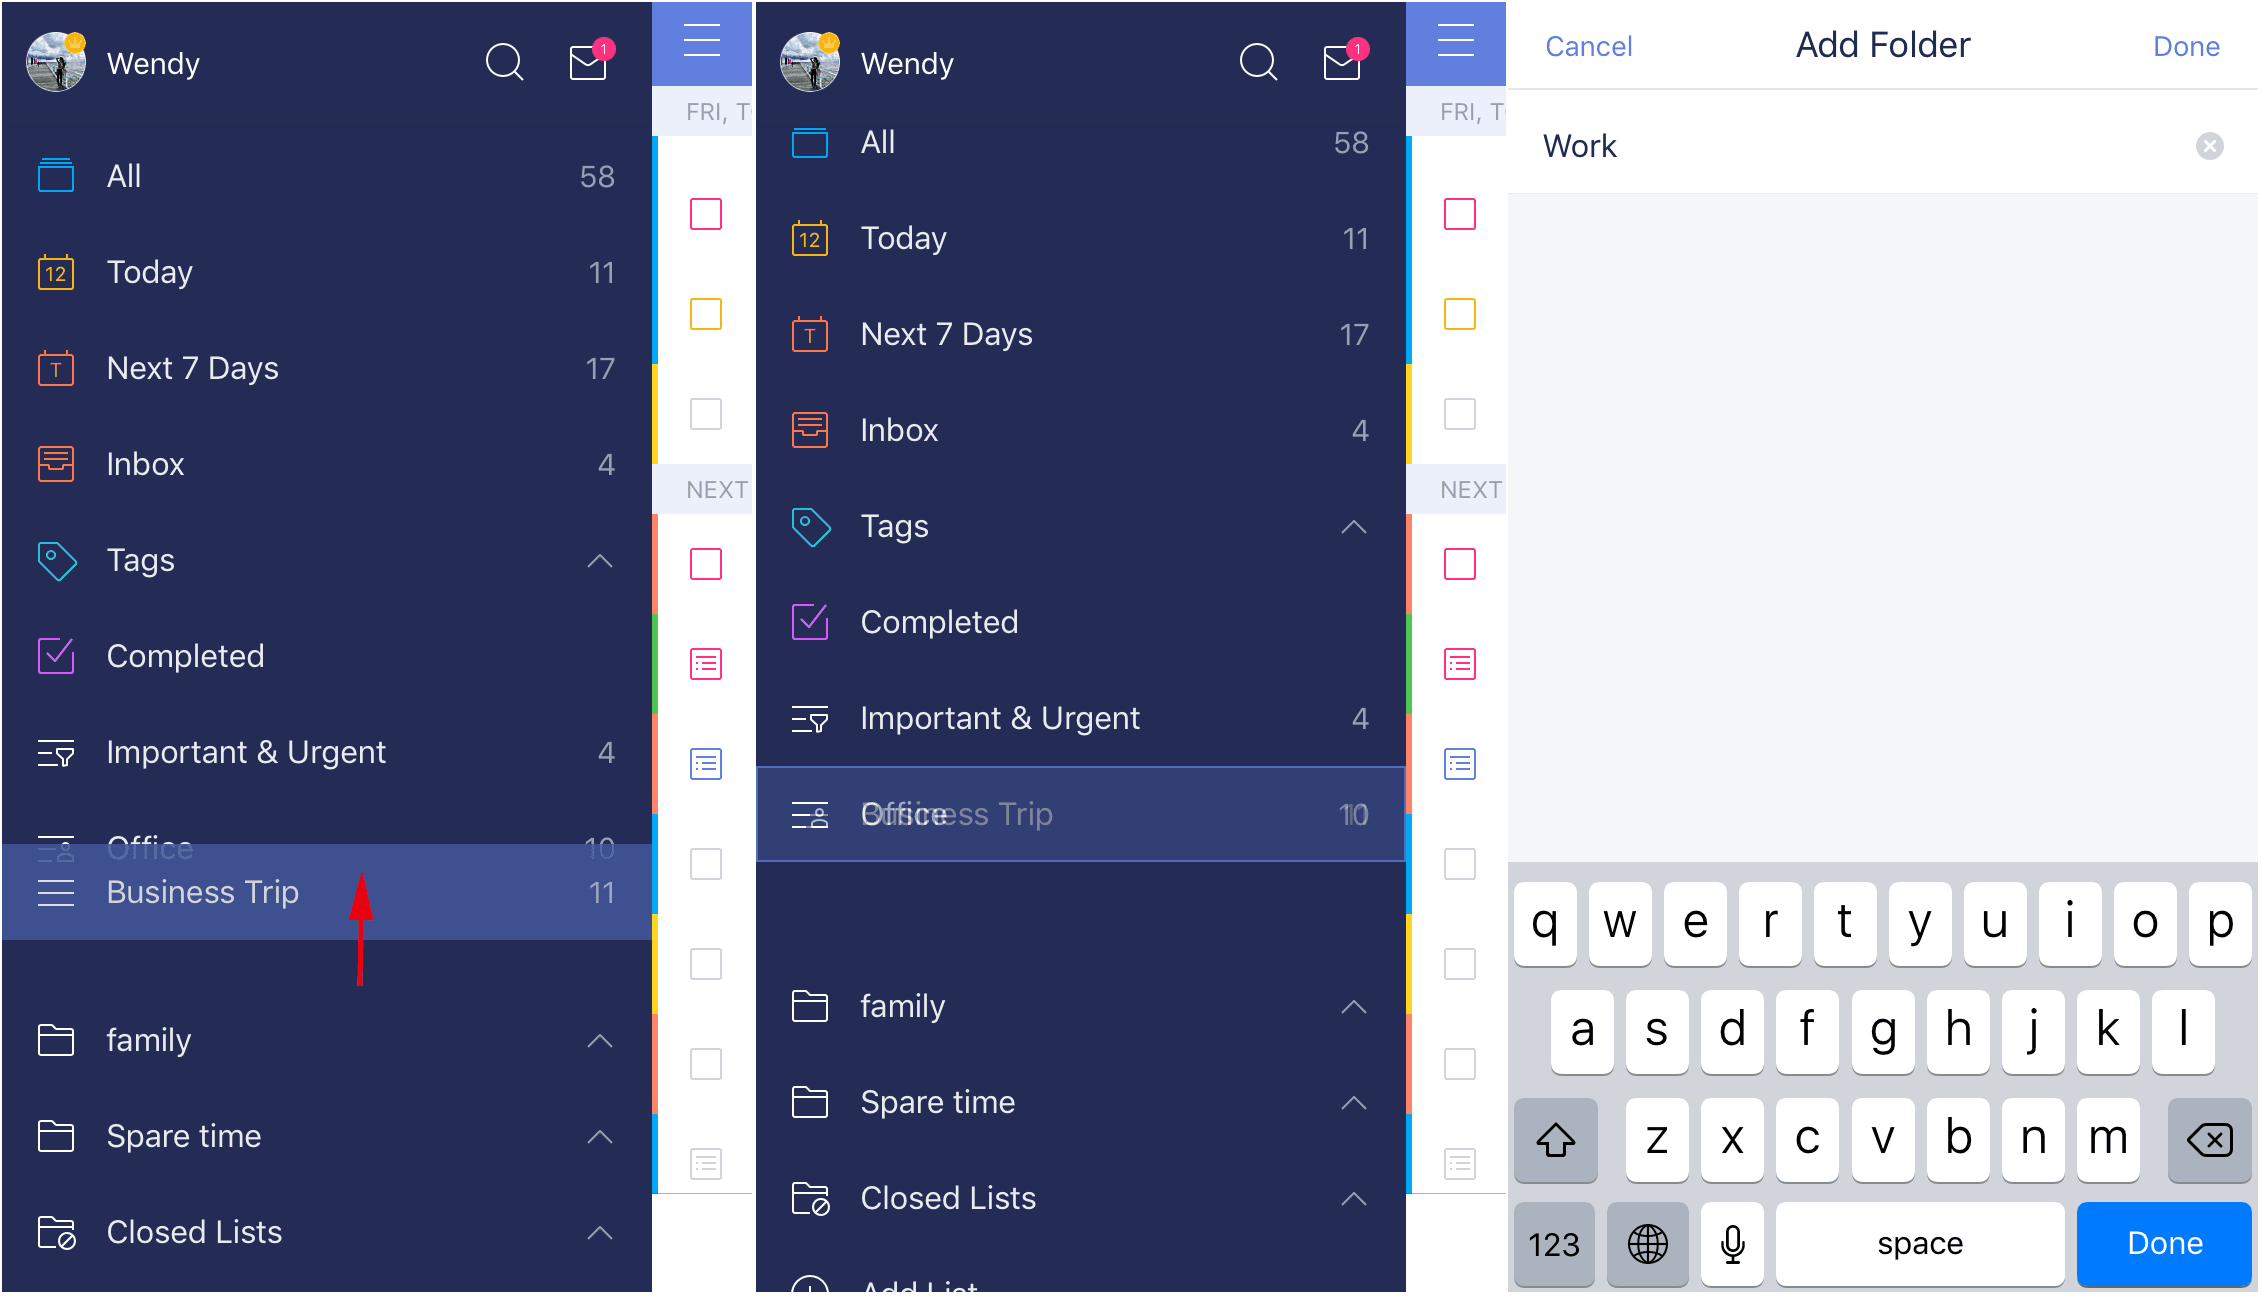 Wendy
1
All 58
12 Today 11
T Next 7 Days 17
Inbox 4
Tags
Completed
Important & Urgent 4
Office 10
Business Trip 11
family
Spare time
Closed Lists
FRI, T
NEXT
Wendy
1
All 58
12 Today 11
T Next 7 Days 17
Inbox 4
Tags
Completed
Important & Urgent 4
Office 10
Business Trip 11
family
Spare time
Closed Lists
Add List
FRI, T
NEXT
Cancel Add Folder Done
Work
q w e r t y u i o p
a s d f g h j k l
z x c v b n m
123 space Done